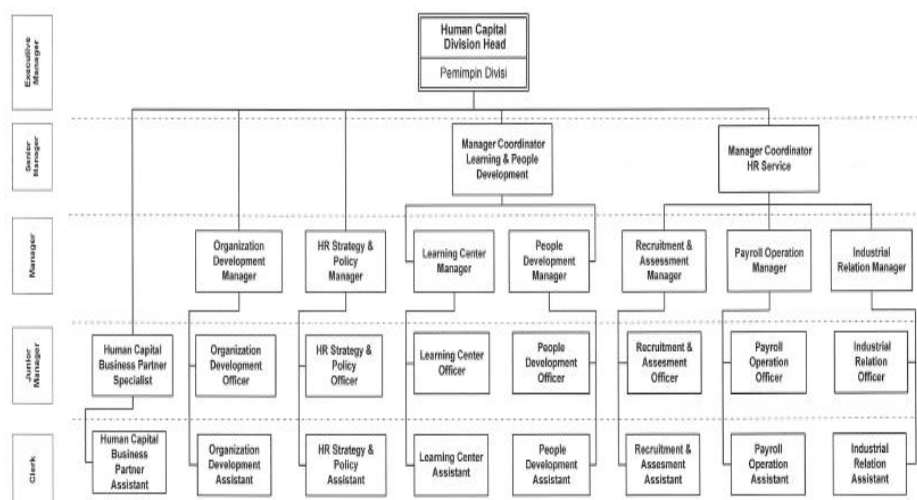 Executive
Manager
Human Capital
Division Head
Pemimpin Divisi
Senior
Manager
Manager Coordinator
Learning & People
Development
Manager Coordinator
HR Service
Manager
Organization
Development
Manager
HR Strategy &
Policy
Manager
Learning Center
Manager
People
Development
Manager
Recruitment &
Assessment
Manager
Payroll Operation
Manager
Industrial
Relation Manager
Junior
Manager
Human Capital
Business Partner
Specialist
Organization
Development
Officer
HR Strategy &
Policy
Officer
Learning Center
Officer
People
Development
Officer
Recruitment &
Assesment
Officer
Payroll
Operation
Officer
Industrial
Relation
Officer
Clerk
Human Capital
Business
Partner
Assistant
Organization
Development
Assistant
HR Strategy &
Policy
Assistant
Learning Center
Assistant
People
Development
Assistant
Recruitment &
Assesment
Assistant
Payroll
Operation
Assistant
Industrial
Relation
Assistant